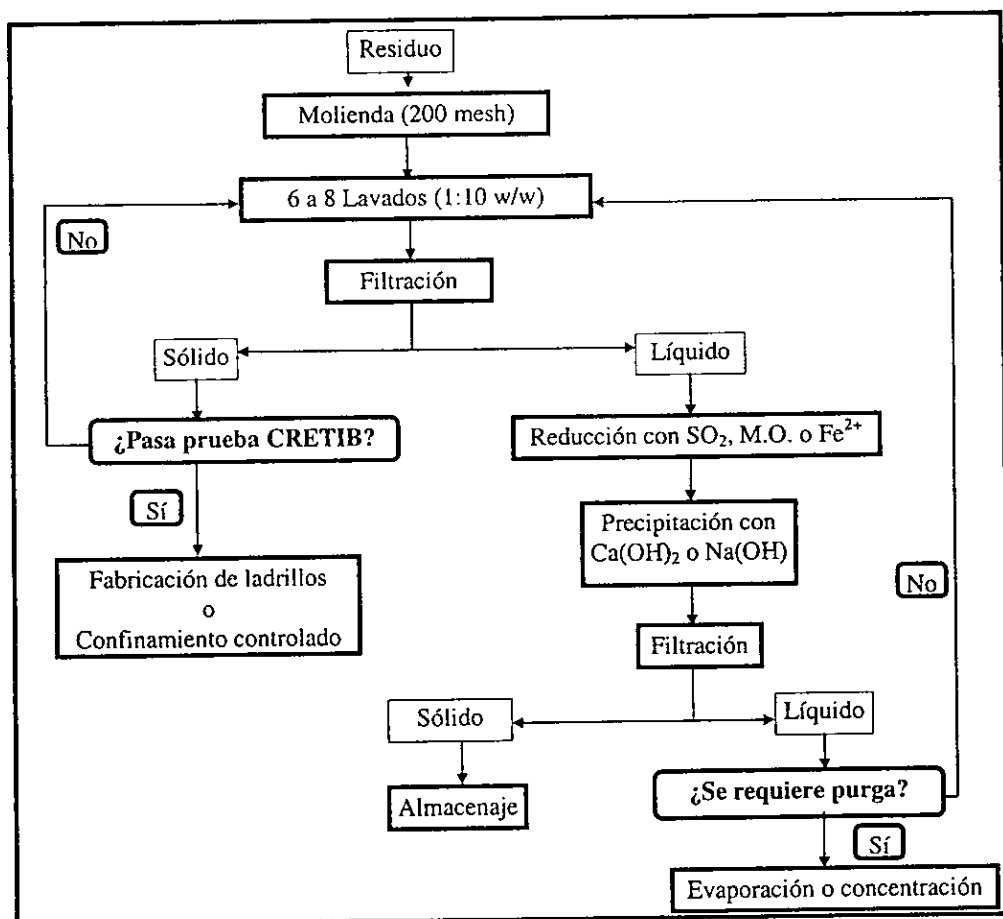 Residuo
Molienda (200 mesh)
6 a 8 Lavados (1:10 w/w)
No
Filtración
Sólido
Líquido
¿Pasa prueba CRETIB?
Reducción con SO₂, M.O. o Fe²⁺
Sí
Precipitación con
Ca(OH)₂ o Na(OH)
Fabricación de ladrillos
o
Confinamiento controlado
No
Filtración
Sólido
Líquido
Almacenaje
¿Se requiere purga?
Sí
Evaporación o concentración